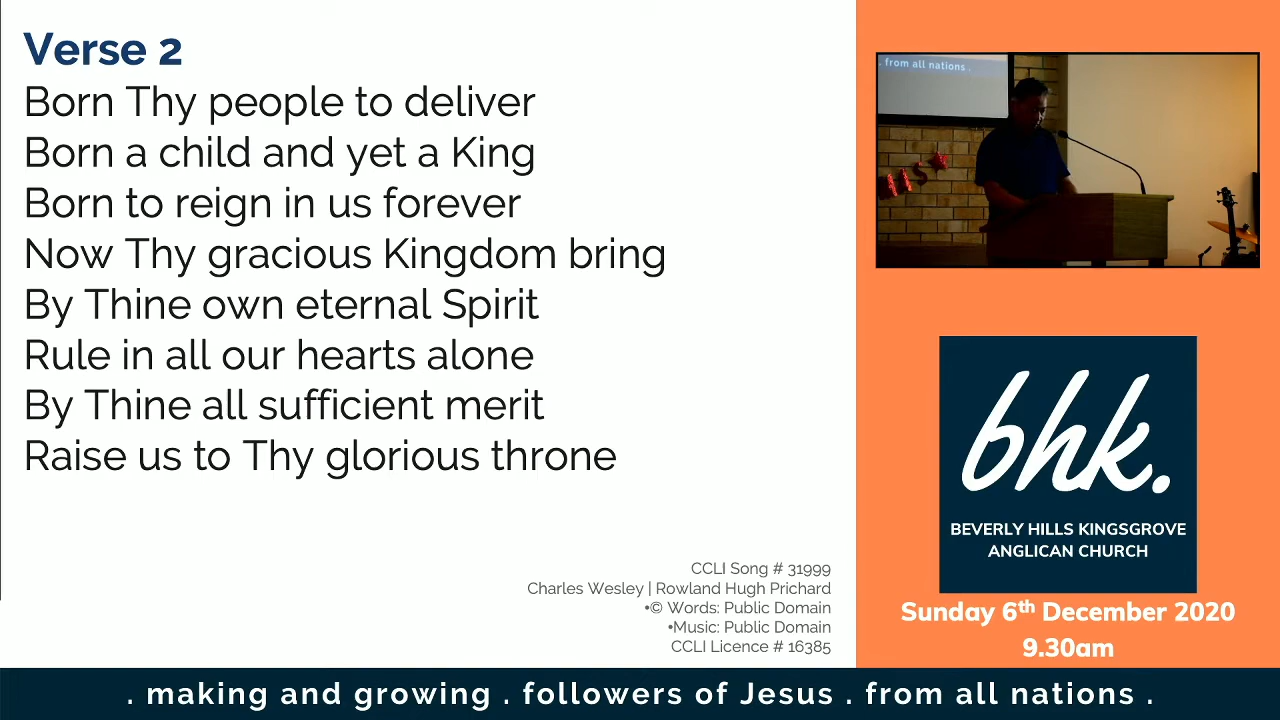 Verse 2
Born Thy people to deliver
Born a child and yet a King
Born to reign in us forever
Now Thy gracious Kingdom bring
By Thine own eternal Spirit
Rule in all our hearts alone
By Thine all sufficient merit
Raise us to Thy glorious throne
CCLI Song # 31999
Charles Wesley | Rowland Hugh Prichard
•© Words: Public Domain
•Music: Public Domain
CCLI Licence # 16385
. from all nations .
bhk.
BEVERLY HILLS KINGSGROVE
ANGLICAN CHURCH
Sunday 6th December 2020
9.30am
. making and growing . followers of Jesus . from all nations .